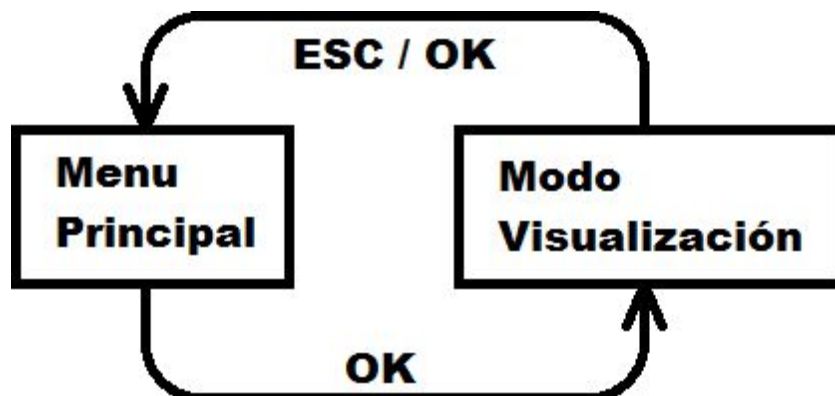 ESC / OK
Menu
Principal
Modo
Visualización
OK